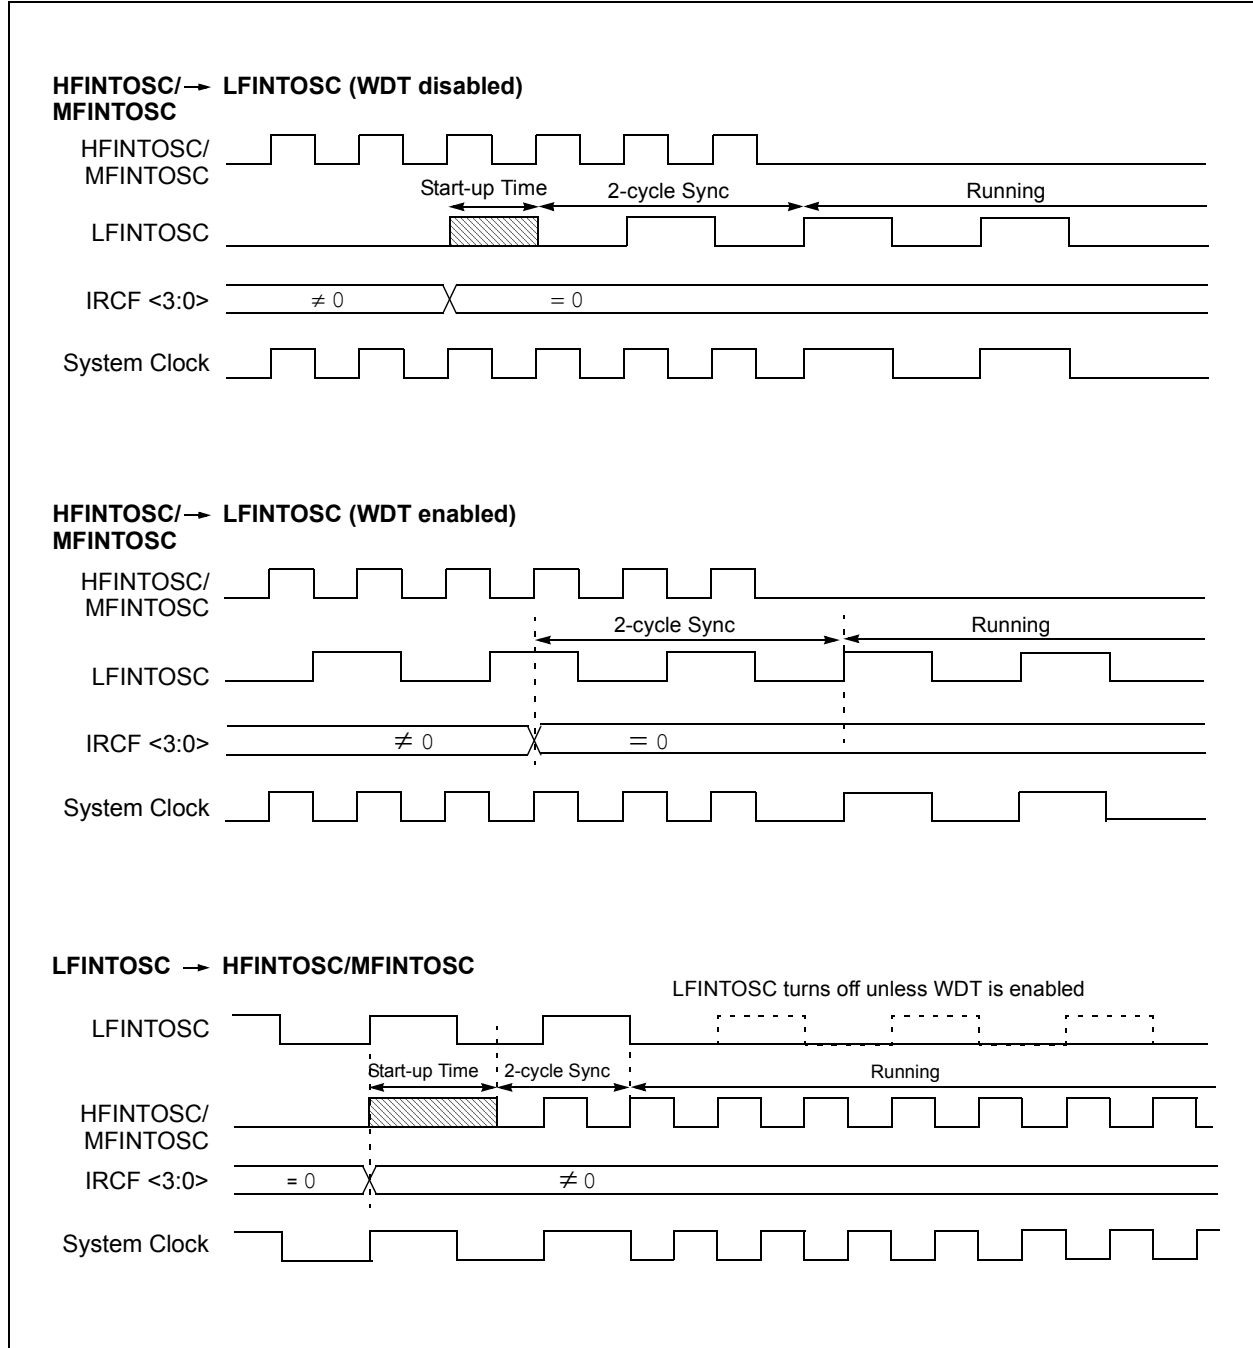 HFINTOSC/→ LFINTOSC (WDT disabled)
MFINTOSC
HFINTOSC/
MFINTOSC
Start-up Time 2-cycle Sync Running
LFINTOSC
IRCF <3:0> ≠ 0 = 0
System Clock
HFINTOSC/→ LFINTOSC (WDT enabled)
MFINTOSC
HFINTOSC/
MFINTOSC
2-cycle Sync Running
LFINTOSC
IRCF <3:0> ≠ 0 = 0
System Clock
LFINTOSC → HFINTOSC/MFINTOSC
LFINTOSC turns off unless WDT is enabled
LFINTOSC
Start-up Time 2-cycle Sync Running
HFINTOSC/
MFINTOSC
IRCF <3:0> = 0 ≠ 0
System Clock